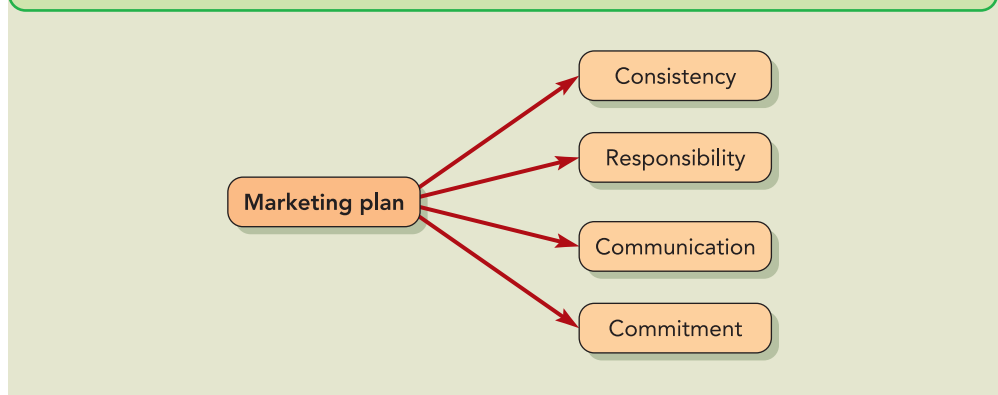 Consistency
Responsibility
Marketing plan
Communication
Commitment